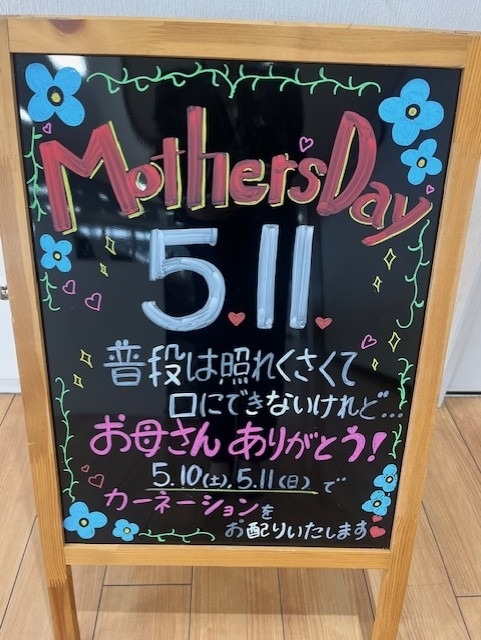 Mothers Day
5.11.
普段は照れくさくて
口にできないけれど...
お母さん ありがとう!
5.10(土), 5.11(日)で
カーネーションを
お配りいたします